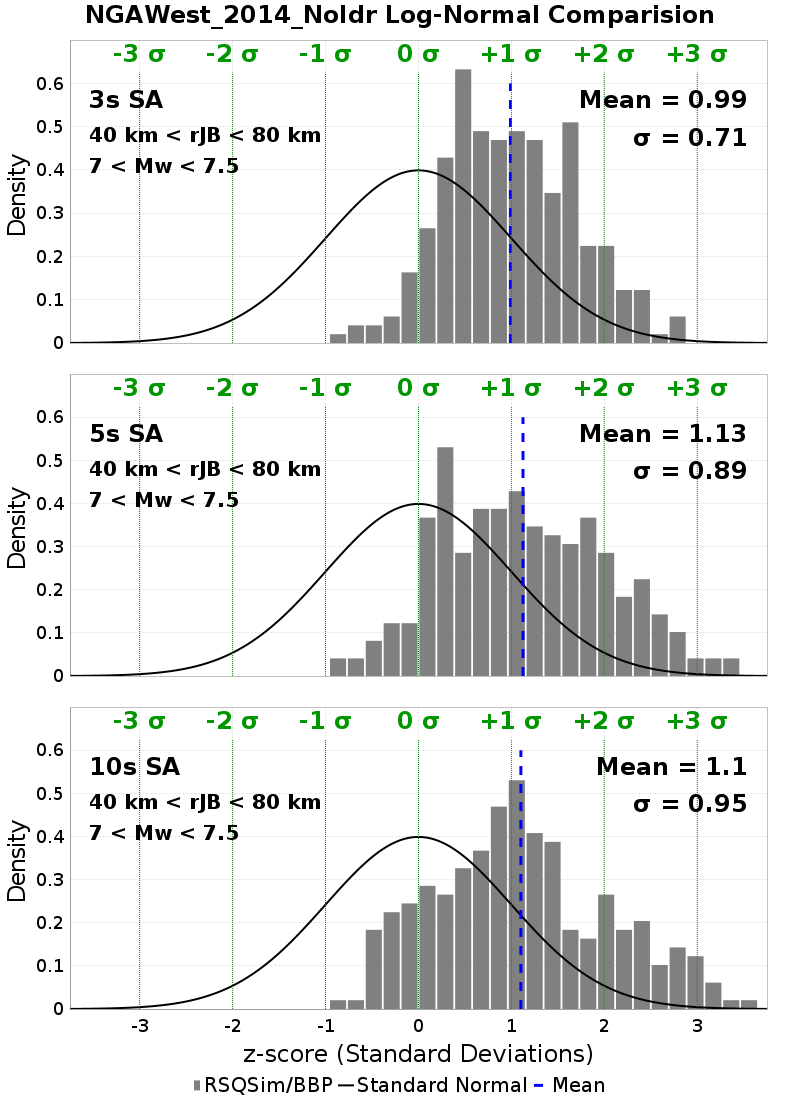 NGAWest_2014_NoIdr Log-Normal Comparision
-3 σ -2 σ -1 σ 0 σ +1 σ +2 σ +3 σ
3s SA
Mean = 0.99
40 km < rJB < 80 km
σ = 0.71
7 < Mw < 7.5
Density
0.6
0.5
0.4
0.3
0.2
0.1
0
-3 σ -2 σ -1 σ 0 σ +1 σ +2 σ +3 σ
5s SA
Mean = 1.13
40 km < rJB < 80 km
σ = 0.89
7 < Mw < 7.5
Density
0.6
0.5
0.4
0.3
0.2
0.1
0
-3 σ -2 σ -1 σ 0 σ +1 σ +2 σ +3 σ
10s SA
Mean = 1.1
40 km < rJB < 80 km
σ = 0.95
7 < Mw < 7.5
Density
0.6
0.5
0.4
0.3
0.2
0.1
0
-3 -2 -1 0 1 2 3
z-score (Standard Deviations)
RSQSim/BBP Standard Normal Mean